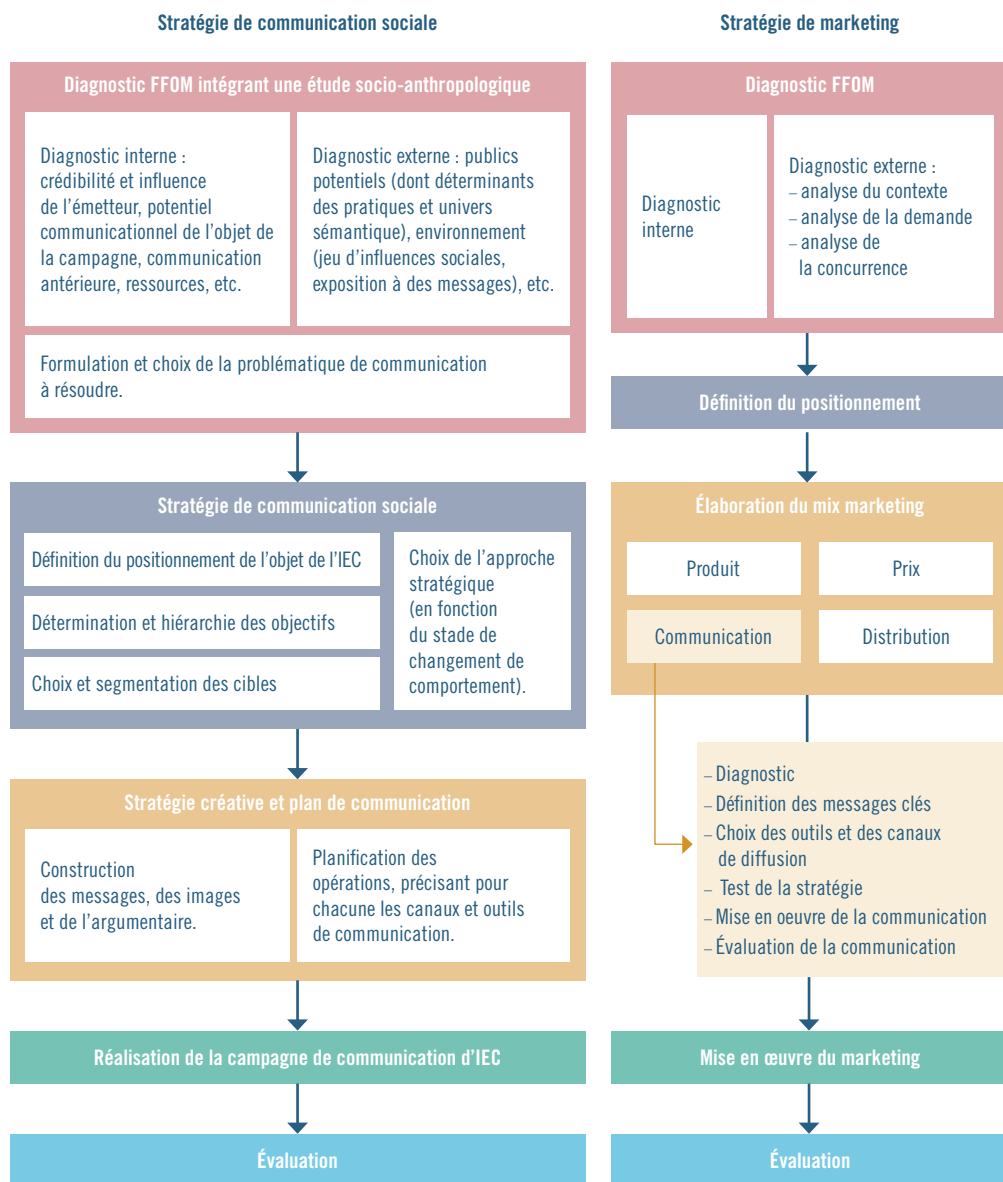 Stratégie de communication sociale
Diagnostic FFOM intégrant une étude socio-anthropologique
Diagnostic interne :
crédibilité et influence
de l'émetteur, potentiel
communicationnel de l'objet de
la campagne, communication
antérieure, ressources, etc.
Diagnostic externe : publics
potentiels (dont déterminants
des pratiques et univers
sémantique), environnement
(jeu d'influences sociales,
exposition à des messages), etc.
Formulation et choix de la problématique de communication
à résoudre.
Stratégie de communication sociale
Définition du positionnement de l'objet de l'IEC
Détermination et hiérarchie des objectifs
Choix et segmentation des cibles
Choix de l'approche
stratégique
(en fonction
du stade de
changement de
comportement).
Stratégie créative et plan de communication
Construction
des messages, des images
et de l'argumentaire.
Planification des
opérations, précisant pour
chacune les canaux et outils
de communication.
Réalisation de la campagne de communication d'IEC
Évaluation
Stratégie de marketing
Diagnostic FFOM
Diagnostic
interne
Diagnostic externe :
– analyse du contexte
– analyse de la demande
– analyse de
la concurrence
Définition du positionnement
Élaboration du mix marketing
Produit
Prix
Communication
Distribution
– Diagnostic
– Définition des messages clés
– Choix des outils et des canaux
de diffusion
– Test de la stratégie
– Mise en oeuvre de la communication
– Évaluation de la communication
Mise en œuvre du marketing
Évaluation